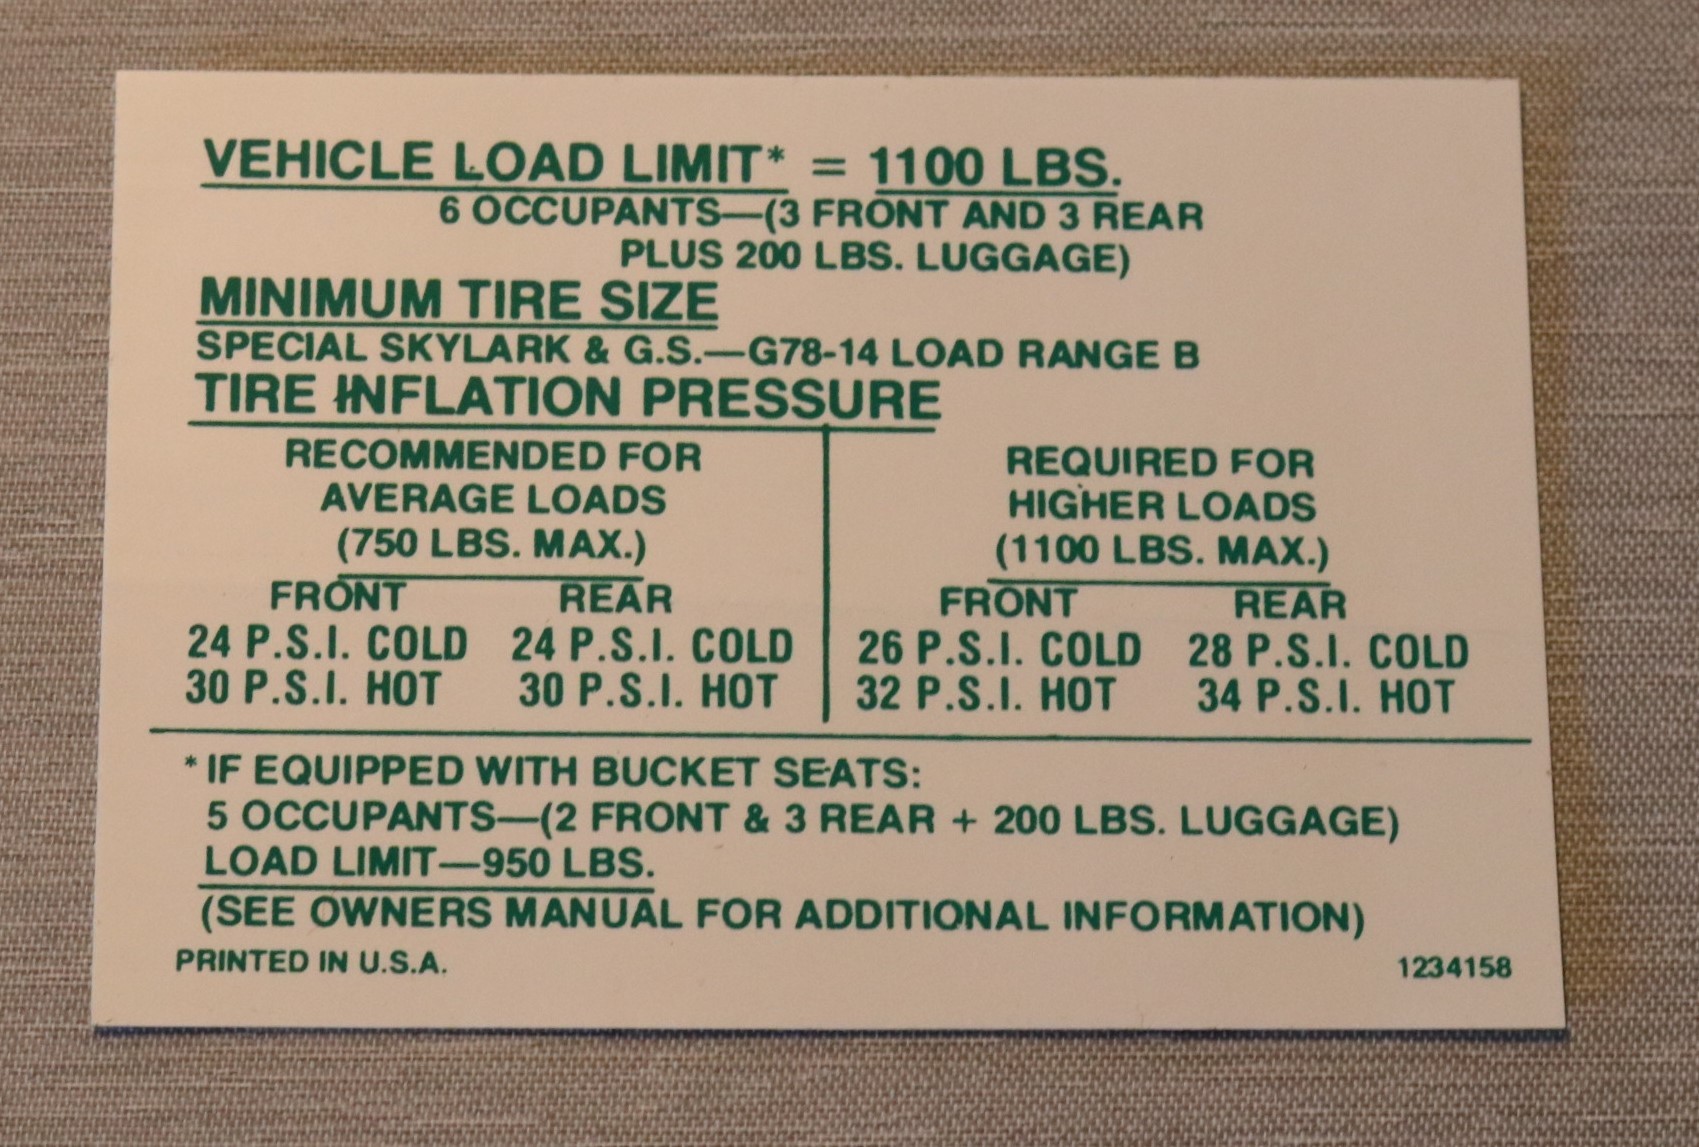 VEHICLE LOAD LIMIT* = 1100 LBS.
6 OCCUPANTS—(3 FRONT AND 3 REAR
PLUS 200 LBS. LUGGAGE)
MINIMUM TIRE SIZE
SPECIAL SKYLARK & G.S.—G78-14 LOAD RANGE B
TIRE INFLATION PRESSURE
RECOMMENDED FOR
AVERAGE LOADS
(750 LBS. MAX.)
FRONT REAR
24 P.S.I. COLD 24 P.S.I. COLD
30 P.S.I. HOT 30 P.S.I. HOT
REQUIRED FOR
HIGHER LOADS
(1100 LBS. MAX.)
FRONT REAR
26 P.S.I. COLD 28 P.S.I. COLD
32 P.S.I. HOT 34 P.S.I. HOT
*IF EQUIPPED WITH BUCKET SEATS:
5 OCCUPANTS—(2 FRONT & 3 REAR + 200 LBS. LUGGAGE)
LOAD LIMIT—950 LBS.
(SEE OWNERS MANUAL FOR ADDITIONAL INFORMATION)
PRINTED IN U.S.A. 1234158